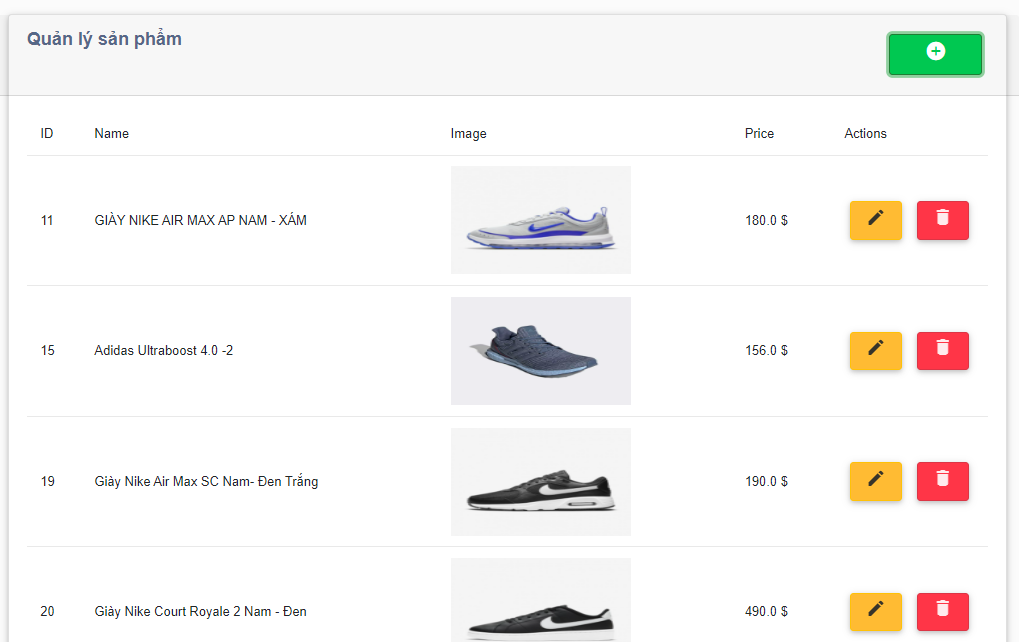 Quản lý sản phẩm
ID Name Image Price Actions
11 GIÀY NIKE AIR MAX AP NAM - XÁM 180.0 $
15 Adidas Ultraboost 4.0 -2 156.0 $
19 Giày Nike Air Max SC Nam- Đen Trắng 190.0 $
20 Giày Nike Court Royale 2 Nam - Đen 490.0 $